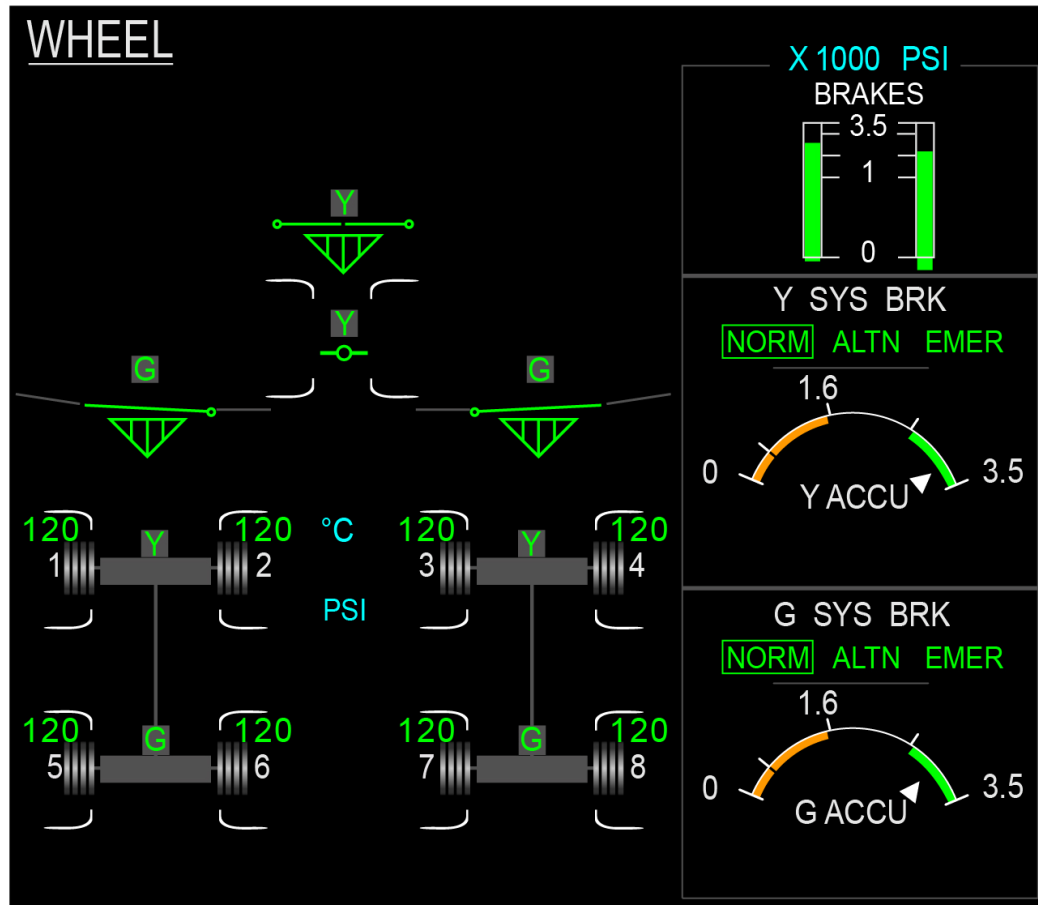 WHEEL
X 1000 PSI
BRAKES
3.5
1
0
Y
Y
G G
Y SYS BRK
NORM ALTN EMER
1.6
0 3.5
Y ACCU
120 120 °C 120 120
Y Y
1 2 3 4
PSI
G SYS BRK
NORM ALTN EMER
1.6
0 3.5
G ACCU
120 120 120 120
G G
5 6 7 8